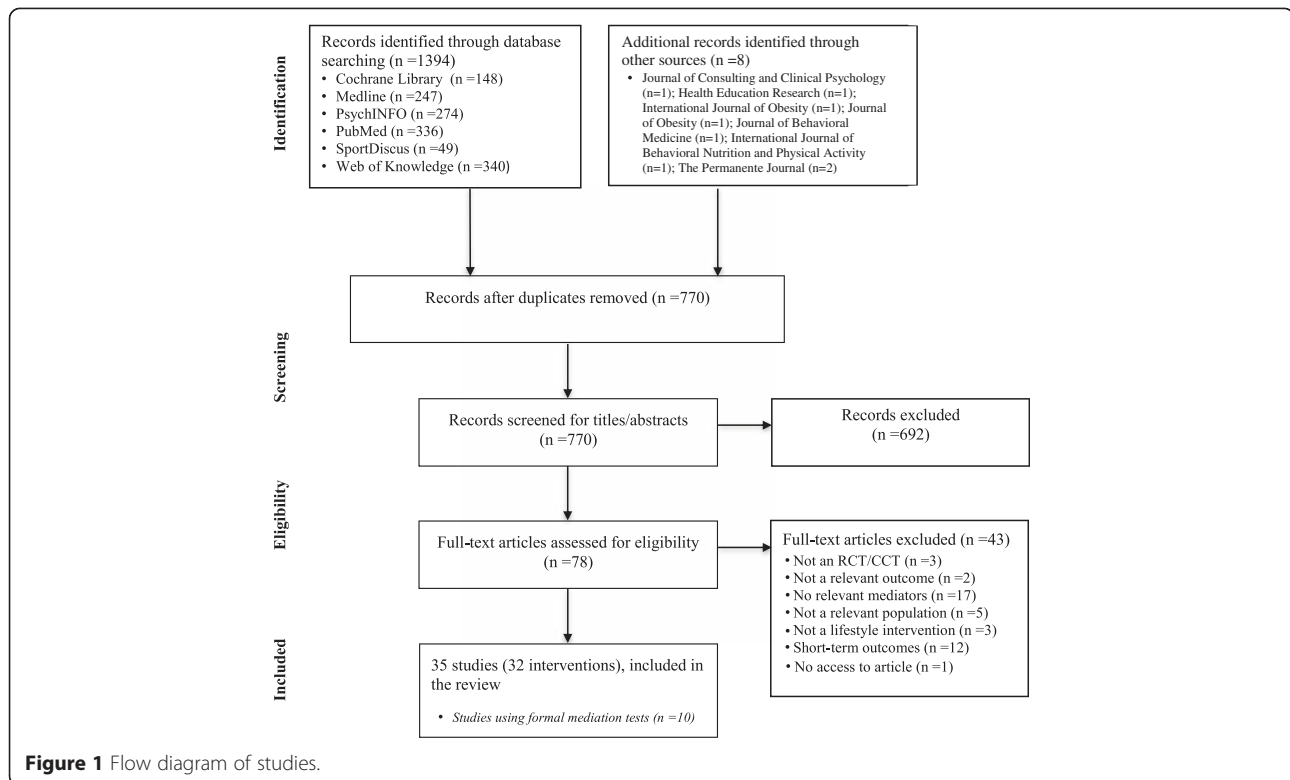 Identification
Records identified through database
searching (n =1394)
• Cochrane Library (n =148)
• Medline (n =247)
• PsychINFO (n =274)
• PubMed (n =336)
• SportDiscus (n =49)
• Web of Knowledge (n =340)
Additional records identified through
other sources (n =8)
• Journal of Consulting and Clinical Psychology
(n=1); Health Education Research (n=1);
International Journal of Obesity (n=1); Journal
of Obesity (n=1); Journal of Behavioral
Medicine (n=1); International Journal of
Behavioral Nutrition and Physical Activity
(n=1); The Permanente Journal (n=2)
Records after duplicates removed (n =770)
Screening
Records screened for titles/abstracts
(n =770)
Records excluded
(n =692)
Eligibility
Full-text articles assessed for eligibility
(n =78)
Full-text articles excluded (n =43)
• Not an RCT/CCT (n =3)
• Not a relevant outcome (n =2)
• No relevant mediators (n =17)
• Not a relevant population (n =5)
• Not a lifestyle intervention (n =3)
• Short-term outcomes (n =12)
• No access to article (n =1)
Included
35 studies (32 interventions), included in
the review
• Studies using formal mediation tests (n =10)
Figure 1 Flow diagram of studies.